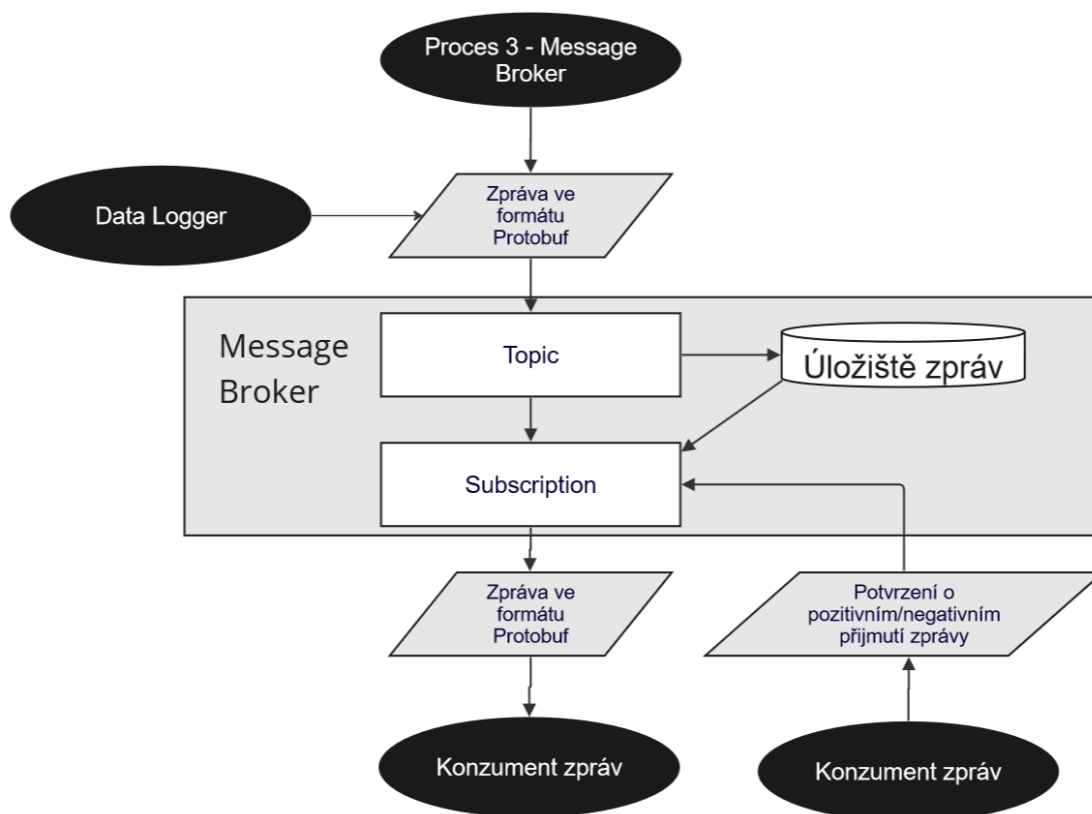 Proces 3 - Message
Broker
Data Logger
Zpráva ve
formátu
Protobuf
Message
Broker
Topic
Úložiště zpráv
Subscription
Zpráva ve
formátu
Protobuf
Potvrzení o
pozitivním/negativním
přijmutí zprávy
Konzument zpráv
Konzument zpráv